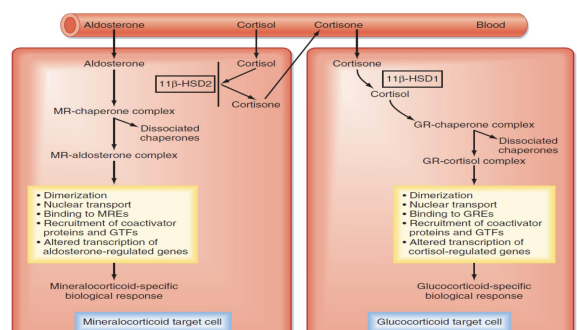 Aldosterone Cortisol Cortisone Blood
Aldosterone
Cortisol
11β-HSD2
Cortisone
MR-chaperone complex
Dissociated
chaperones
MR-aldosterone complex
• Dimerization
• Nuclear transport
• Binding to MREs
• Recruitment of coactivator
proteins and GTFs
• Altered transcription of
aldosterone-regulated genes
Mineralocorticoid-specific
biological response
Mineralocorticoid target cell
Cortisone
11β-HSD1
Cortisol
GR-chaperone complex
Dissociated
chaperones
GR-cortisol complex
• Dimerization
• Nuclear transport
• Binding to GREs
• Recruitment of coactivator
proteins and GTFs
• Altered transcription of
cortisol-regulated genes
Glucocorticoid-specific
biological response
Glucocorticoid target cell